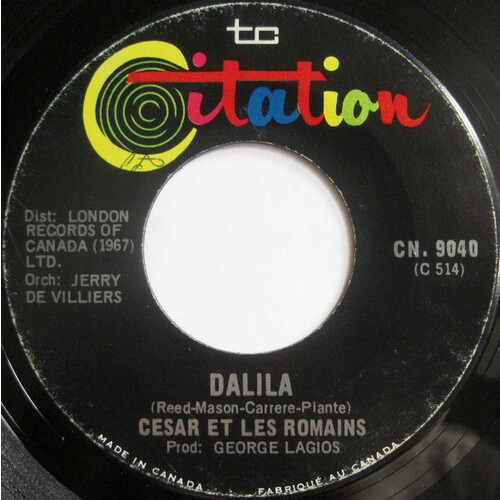 tc
Citation
Dist: LONDON
RECORDS OF
CANADA (1967)
LTD.
Orch: JERRY
DE VILLIERS
CN. 9040
(C 514)
DALILA
(Reed-Mason-Carrere-Plante)
CESAR ET LES ROMAINS
Prod: GEORGE LAGIOS
MADE IN CANADA
FABRIQUÉ AU CANADA